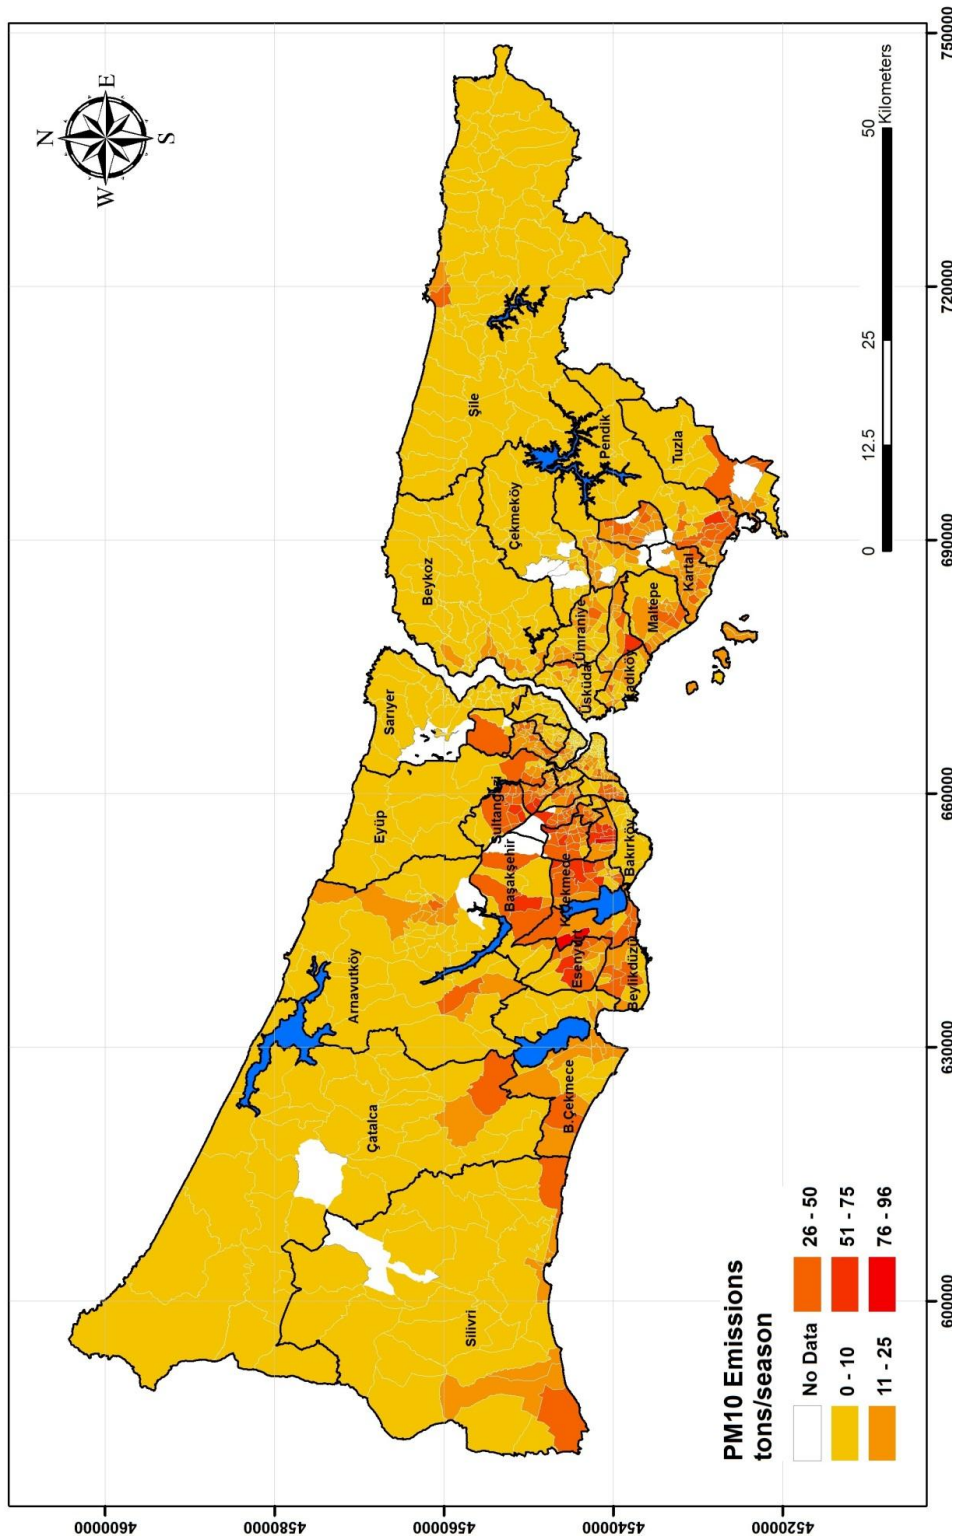 N
W E
S
4600000
4580000
4560000
4540000
4520000
Şile
Beykoz
Çekmeköy
Pendik
Tuzla
Sarıyer
Ümraniye
Üsküdar
Kadıköy
Maltepe
Kartal
Eyüp
Sultangazi
Arnavutköy
Başakşehir
K.Çekmece
Bakırköy
Esenyurt
Beylikdüzü
Çatalca
B.Çekmece
Silivri
PM10 Emissions
tons/season
No Data
0 - 10
11 - 25
26 - 50
51 - 75
76 - 96
0 12.5 25 50
Kilometers
600000 630000 660000 690000 720000 750000